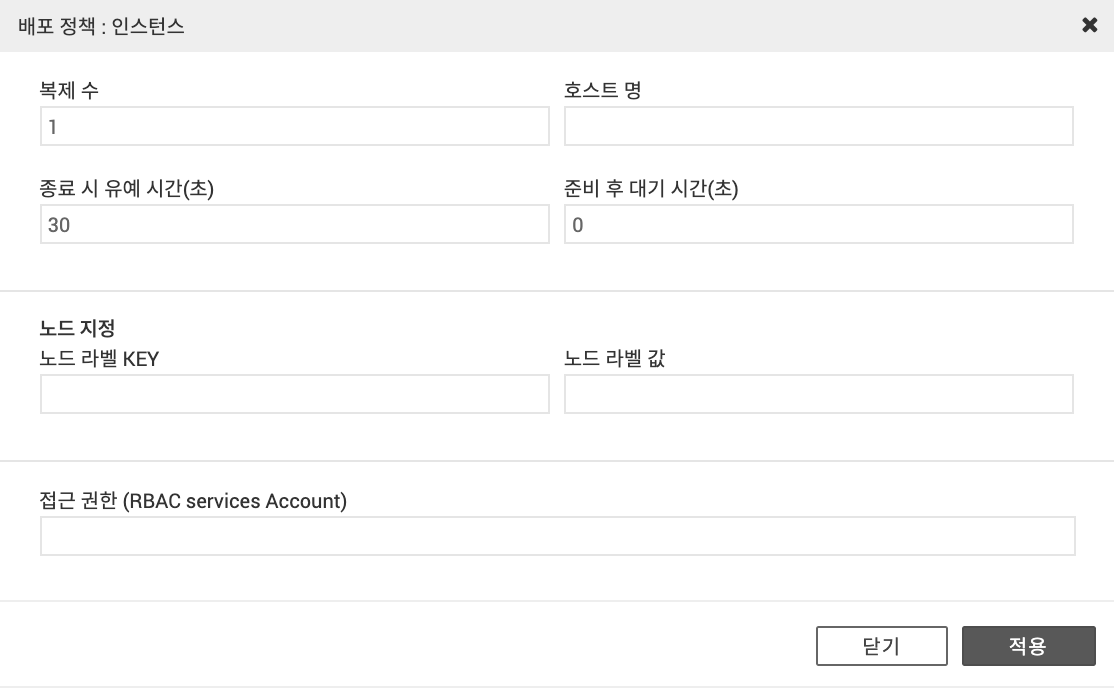 배포 정책 : 인스턴스
복제 수
호스트 명
1
종료 시 유예 시간(초)
준비 후 대기 시간(초)
30
0
노드 지정
노드 라벨 KEY
노드 라벨 값
접근 권한 (RBAC services Account)
닫기
적용